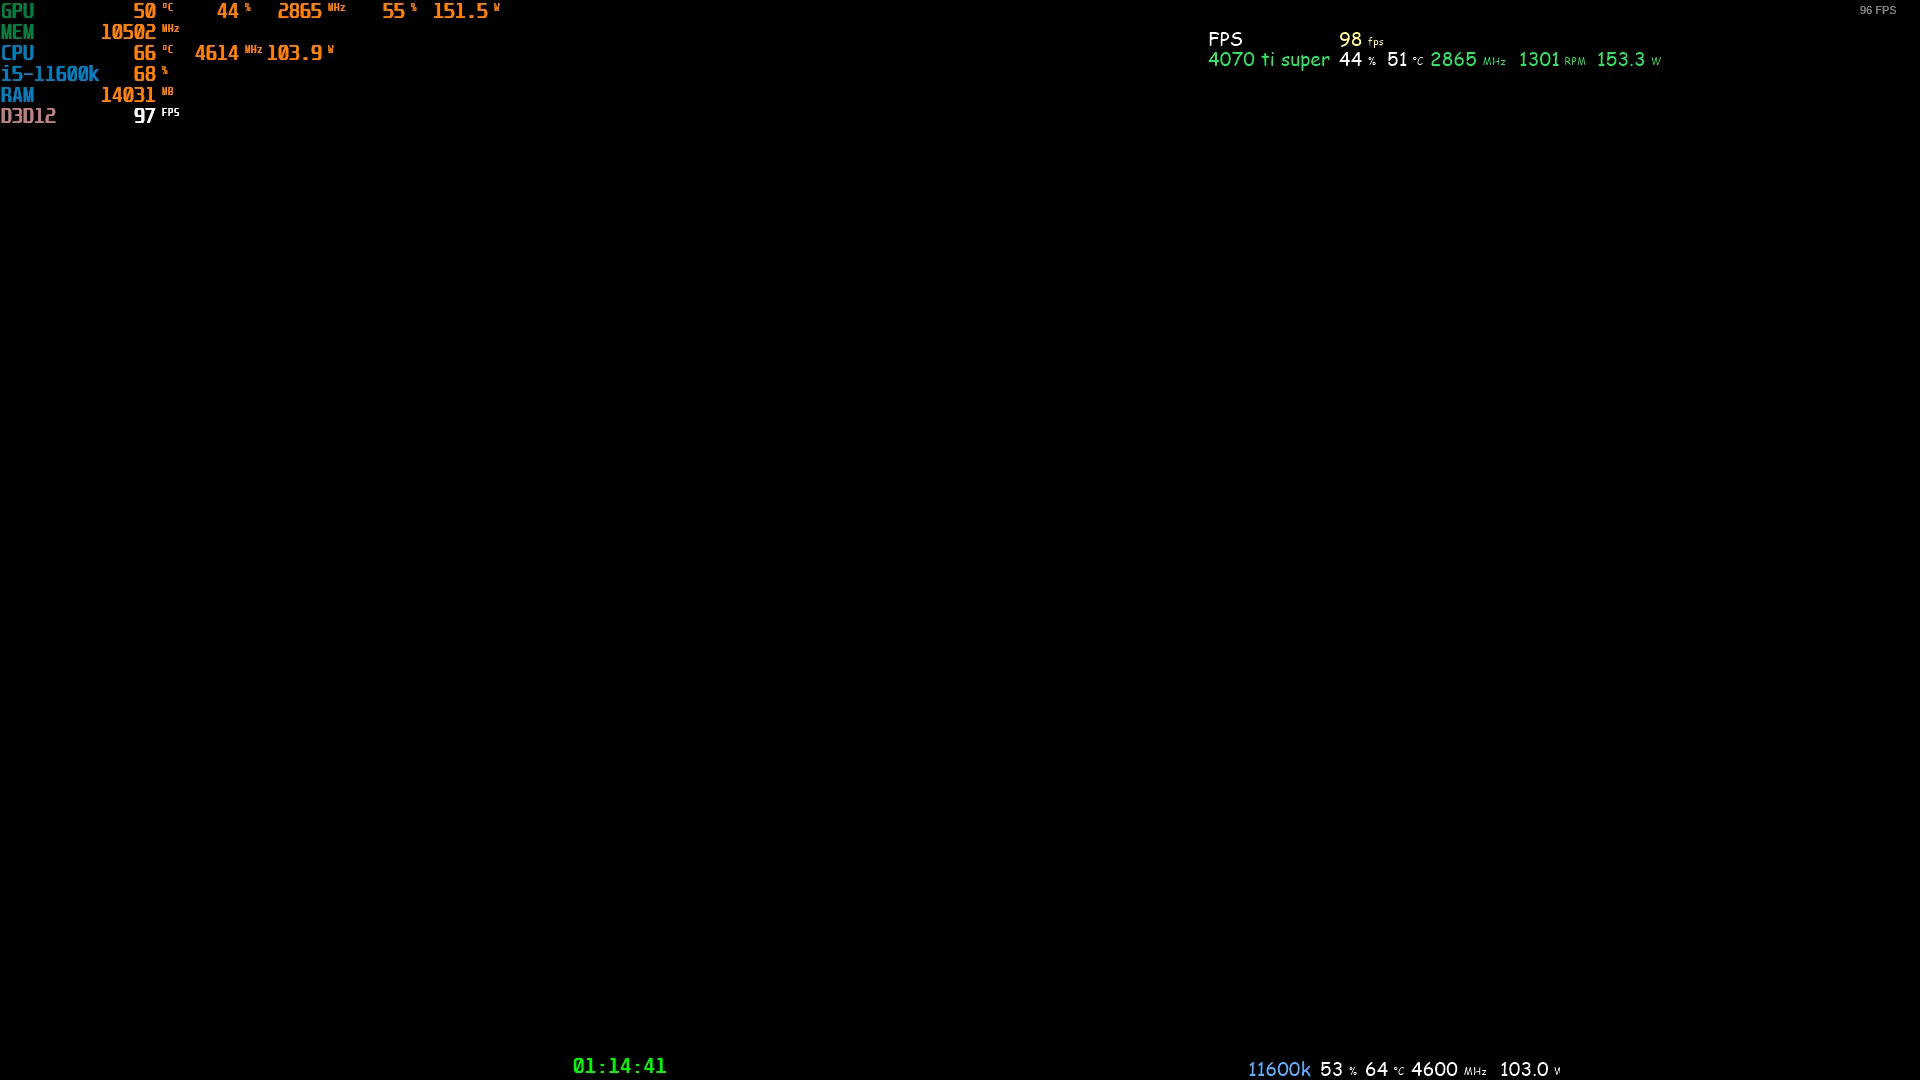 GPU 50 °C 44 % 2865 MHz 55 % 151.5 W
MEM 10502 MHz
CPU 66 °C 4614 MHz 103.9 W
i5-11600k 68 %
RAM 14031 MB
D3D12 97 FPS
96 FPS
FPS 98 fps
4070 ti super 44 % 51 °C 2865 MHz 1301 RPM 153.3 W
01:14:41
11600k 53 % 64 °C 4600 MHz 103.0 W